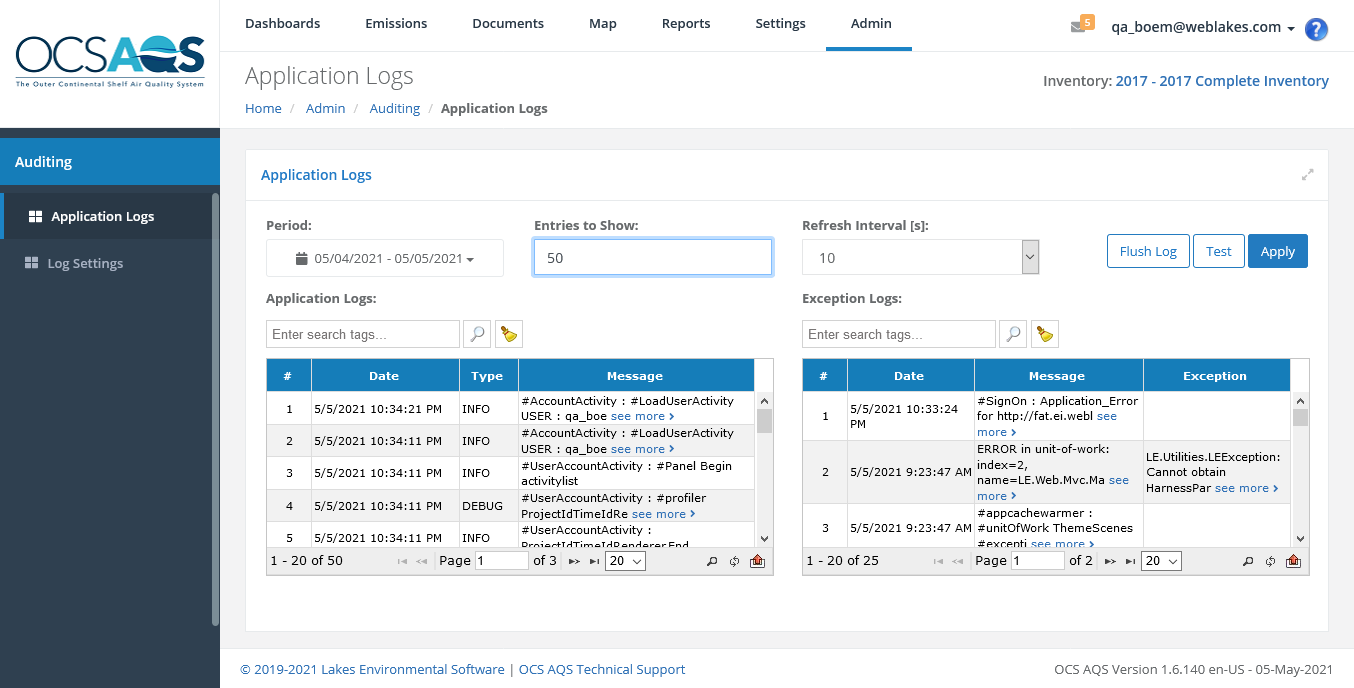 OCSAQS
The Outer Continental Shelf Air Quality System
Dashboards Emissions Documents Map Reports Settings Admin
5 qa_boem@weblakes.com ?
Application Logs
Inventory: 2017 - 2017 Complete Inventory
Home / Admin / Auditing / Application Logs
Auditing
Application Logs
Log Settings
Application Logs
Period: Entries to Show: Refresh Interval [s]:
05/04/2021 - 05/05/2021 50 10 Flush Log Test Apply
Application Logs:
Enter search tags...
# Date Type Message
1 5/5/2021 10:34:21 PM INFO #AccountActivity : #LoadUserActivity
USER : qa_boe see more
2 5/5/2021 10:34:11 PM INFO #AccountActivity : #LoadUserActivity
USER : qa_boe see more
3 5/5/2021 10:34:11 PM INFO #UserAccountActivity : #Panel Begin
activitylist
4 5/5/2021 10:34:11 PM DEBUG #UserAccountActivity : #profiler
ProjectIdTimeIdRe see more
5 5/5/2021 10:34:11 PM INFO #UserAccountActivity :
ProjectIdTimeIdRenderer.End
1 - 20 of 50 Page 1 of 3 20
Exception Logs:
Enter search tags...
# Date Message Exception
1 5/5/2021 10:33:24 PM #SignOn : Application_Error
for http://fat.ei.webl see
more
2 5/5/2021 9:23:47 AM ERROR in unit-of-work:
index=2,
name=LE.Web.Mvc.Ma see
more
LE.Utilities.LEException:
Cannot obtain
HarnessPar see more
3 5/5/2021 9:23:47 AM #appcachewarmer :
#unitOfWork ThemeScenes
#excepti see more
1 - 20 of 25 Page 1 of 2 20
© 2019-2021 Lakes Environmental Software | OCS AQS Technical Support
OCS AQS Version 1.6.140 en-US - 05-May-2021